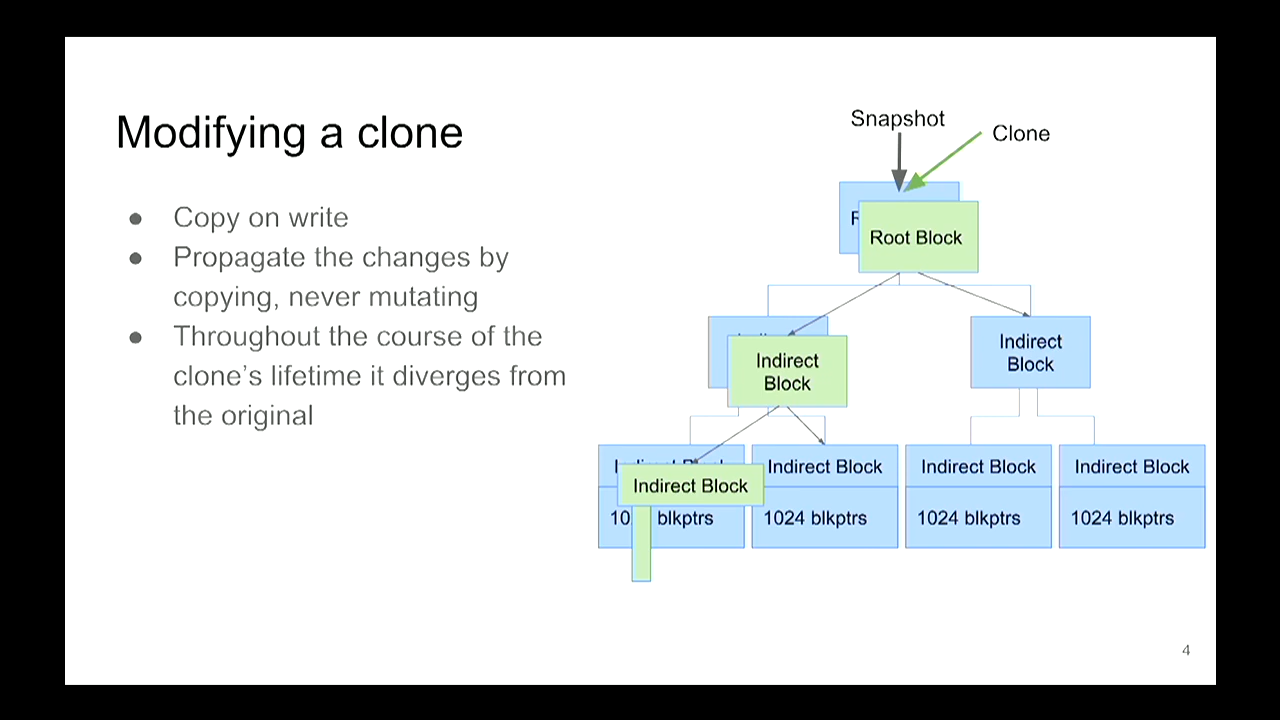 Modifying a clone
● Copy on write
● Propagate the changes by
copying, never mutating
● Throughout the course of the
clone’s lifetime it diverges from
the original
Snapshot
Clone
Root Block
Indirect
Block
Indirect
Block
Indirect Block
Indirect Block
Indirect Block
Indirect Block
blkptrs
1024 blkptrs
1024 blkptrs
1024 blkptrs
4